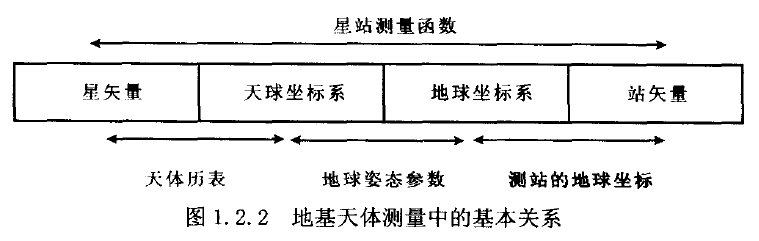 星站测量函数
星矢量 天球坐标系 地球坐标系 站矢量
天体历表 地球姿态参数 测站的地球坐标
图1.2.2 地基天体测量中的基本关系